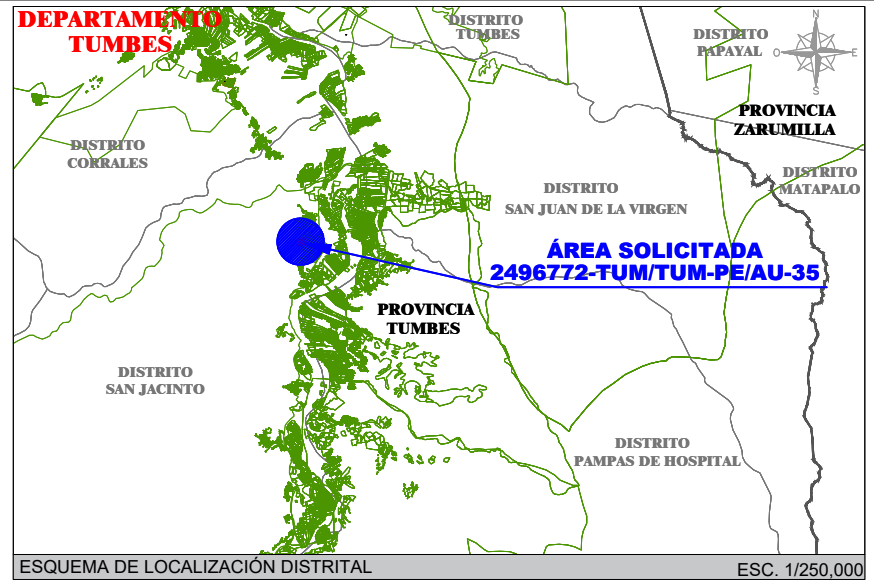 DEPARTAMENTO
TUMBES
DISTRITO
TUMBES
DISTRITO
PAPAYAL
N
O
E
S
PROVINCIA
ZARUMILLA
DISTRITO
CORRALES
DISTRITO
MATAPALO
DISTRITO
SAN JUAN DE LA VIRGEN
ÁREA SOLICITADA
2496772-TUM/TUM-PE/AU-35
PROVINCIA
TUMBES
DISTRITO
SAN JACINTO
DISTRITO
PAMPAS DE HOSPITAL
ESQUEMA DE LOCALIZACIÓN DISTRITAL
ESC. 1/250,000